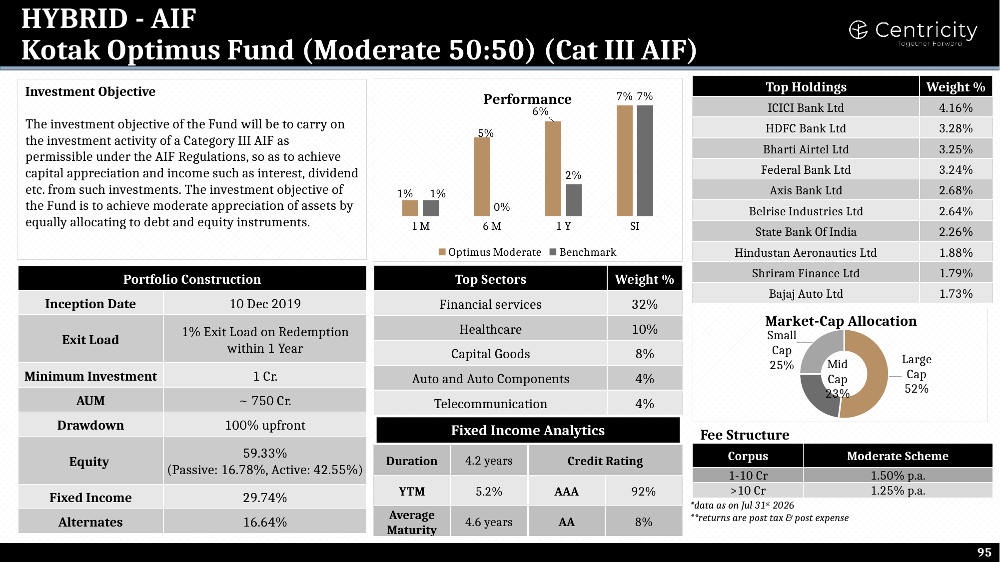 HYBRID - AIF
Kotak Optimus Fund (Moderate 50:50) (Cat III AIF)
Centricity
Together Forward
Investment Objective
The investment objective of the Fund will be to carry on
the investment activity of a Category III AIF as
permissible under the AIF Regulations, so as to achieve
capital appreciation and income such as interest, dividend
etc. from such investments. The investment objective of
the Fund is to achieve moderate appreciation of assets by
equally allocating to debt and equity instruments.
Performance
7% 7%
6%
5%
2%
1% 1%
0%
1 M 6 M 1 Y SI
Optimus Moderate Benchmark
Top Holdings Weight %
ICICI Bank Ltd 4.16%
HDFC Bank Ltd 3.28%
Bharti Airtel Ltd 3.25%
Federal Bank Ltd 3.24%
Axis Bank Ltd 2.68%
Belrise Industries Ltd 2.64%
State Bank Of India 2.26%
Hindustan Aeronautics Ltd 1.88%
Shriram Finance Ltd 1.79%
Bajaj Auto Ltd 1.73%
Portfolio Construction
Inception Date 10 Dec 2019
Exit Load 1% Exit Load on Redemption
within 1 Year
Minimum Investment 1 Cr.
AUM ~ 750 Cr.
Drawdown 100% upfront
Equity 59.33%
(Passive: 16.78%, Active: 42.55%)
Fixed Income 29.74%
Alternates 16.64%
Top Sectors Weight %
Financial services 32%
Healthcare 10%
Capital Goods 8%
Auto and Auto Components 4%
Telecommunication 4%
Fixed Income Analytics
Duration 4.2 years Credit Rating
YTM 5.2% AAA 92%
Average
Maturity 4.6 years AA 8%
Market-Cap Allocation
Small
Cap
25%
Mid
Cap
23%
Large
Cap
52%
Fee Structure
Corpus Moderate Scheme
1-10 Cr 1.50% p.a.
>10 Cr 1.25% p.a.
*data as on Jul 31st 2026
**returns are post tax & post expense
95